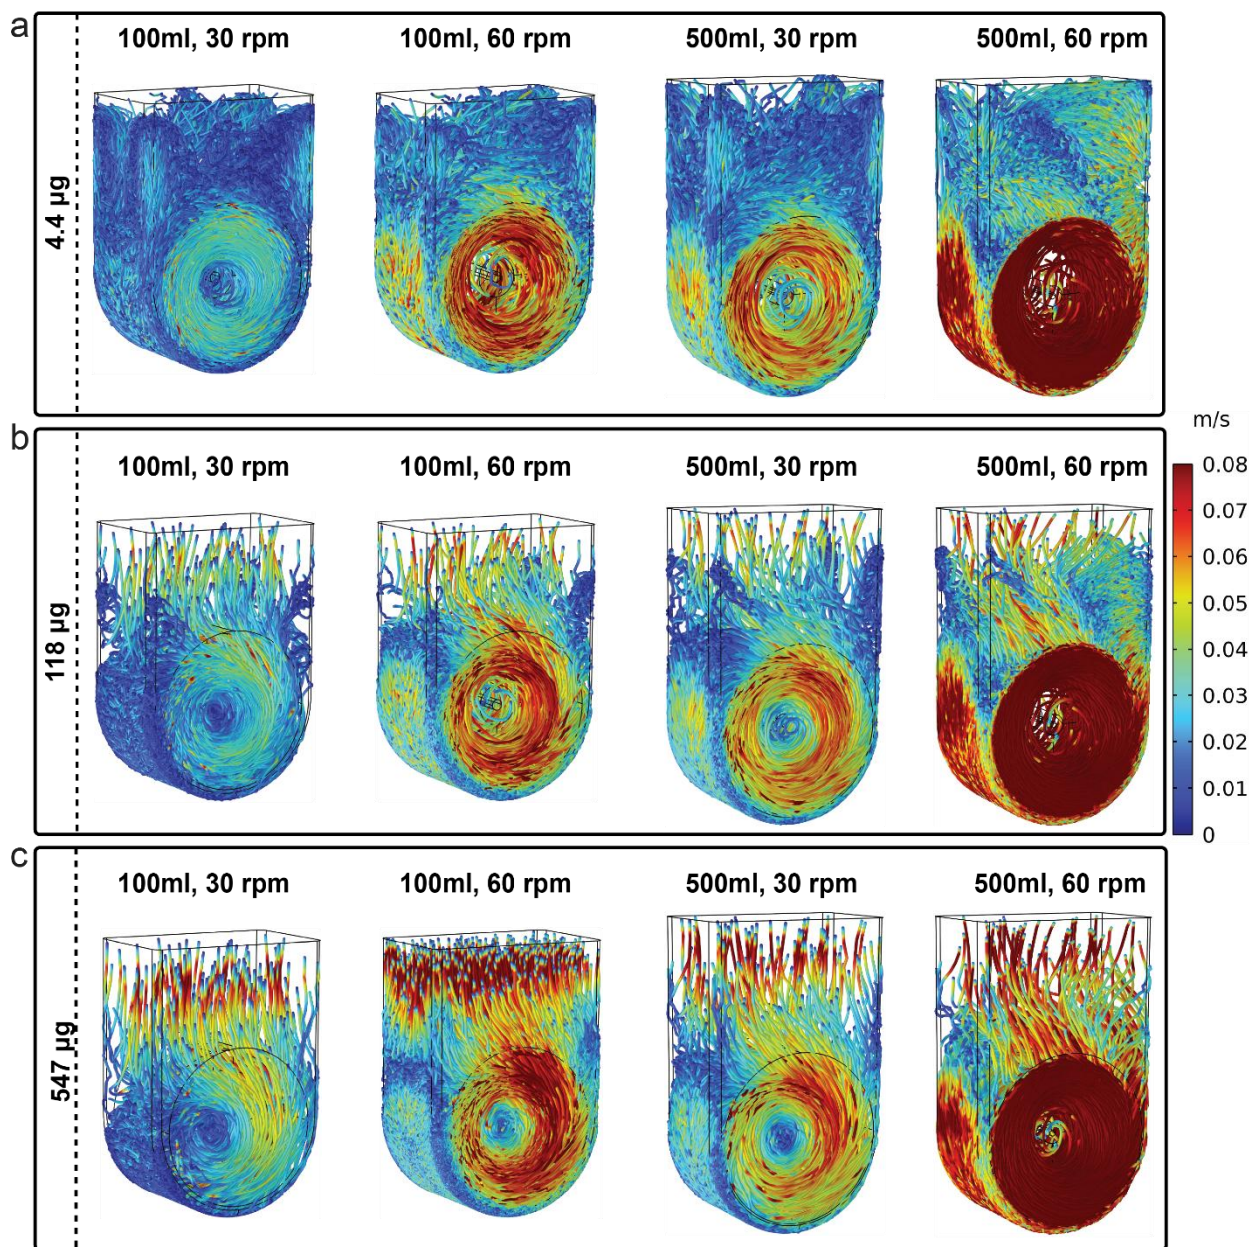 a
100ml, 30 rpm
100ml, 60 rpm
500ml, 30 rpm
500ml, 60 rpm
4.4 µg
b
100ml, 30 rpm
100ml, 60 rpm
500ml, 30 rpm
500ml, 60 rpm
118 µg
c
100ml, 30 rpm
100ml, 60 rpm
500ml, 30 rpm
500ml, 60 rpm
547 µg
m/s
0.08
0.07
0.06
0.05
0.04
0.03
0.02
0.01
0